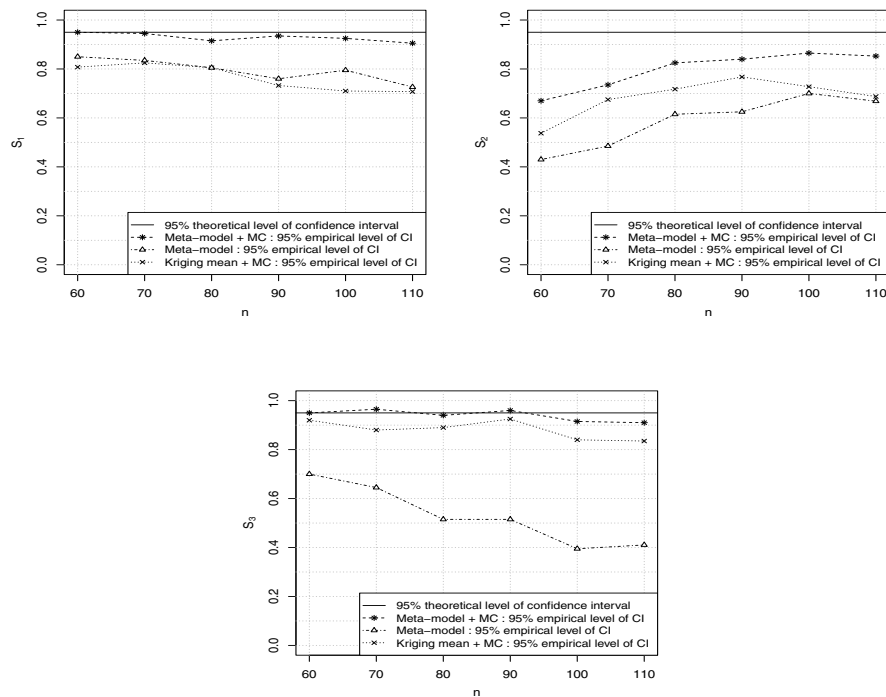 1.0
0.8
0.6
0.4
0.2
0.0
S1
95% theoretical level of confidence interval
Meta−model + MC : 95% empirical level of CI
Meta−model : 95% empirical level of CI
Kriging mean + MC : 95% empirical level of CI
60 70 80 90 100 110
n
1.0
0.8
0.6
0.4
0.2
0.0
S2
95% theoretical level of confidence interval
Meta−model + MC : 95% empirical level of CI
Meta−model : 95% empirical level of CI
Kriging mean + MC : 95% empirical level of CI
60 70 80 90 100 110
n
1.0
0.8
0.6
0.4
0.2
0.0
S3
95% theoretical level of confidence interval
Meta−model + MC : 95% empirical level of CI
Meta−model : 95% empirical level of CI
Kriging mean + MC : 95% empirical level of CI
60 70 80 90 100 110
n